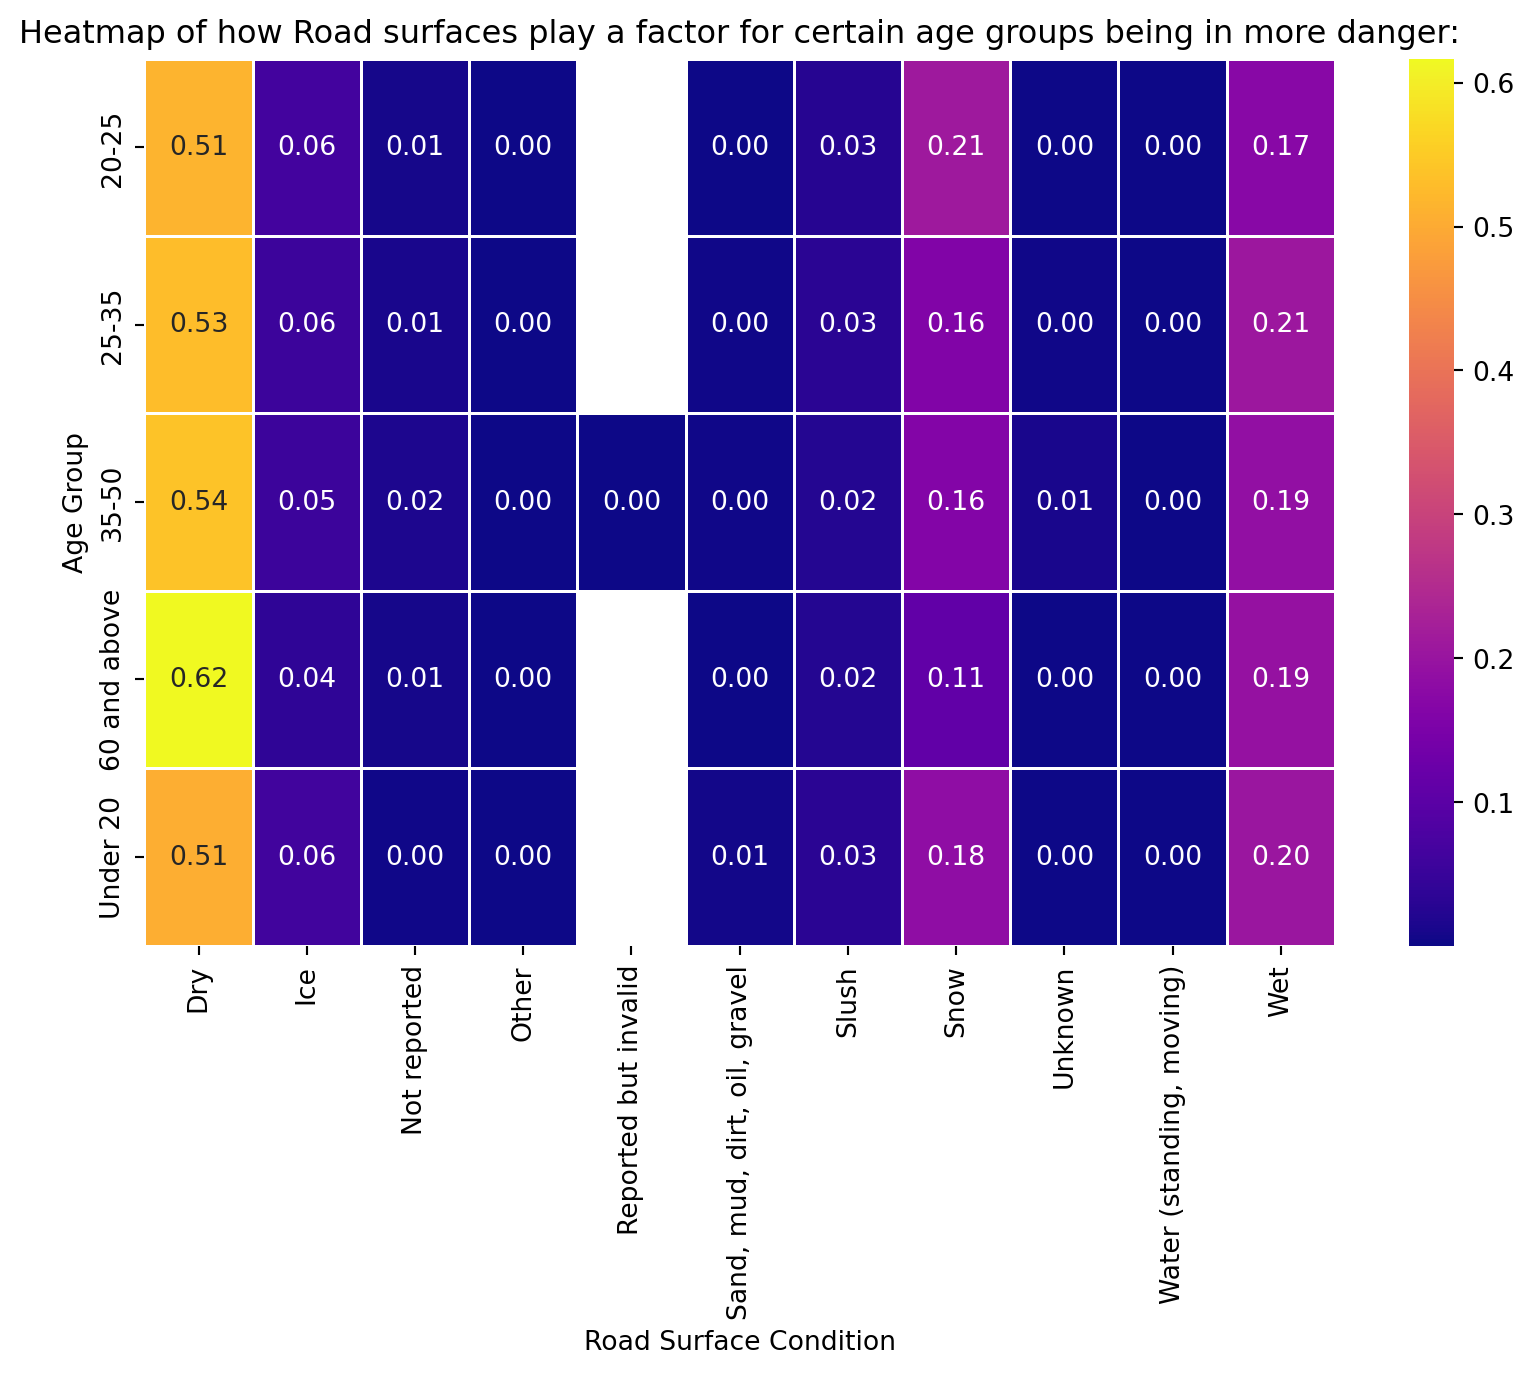 Heatmap of how Road surfaces play a factor for certain age groups being in more danger:
Age Group
20-25
0.51 0.06 0.01 0.00 0.00 0.03 0.21 0.00 0.00 0.17
25-35
0.53 0.06 0.01 0.00 0.00 0.03 0.16 0.00 0.00 0.21
35-50
0.54 0.05 0.02 0.00 0.00 0.00 0.02 0.16 0.01 0.00 0.19
60 and above
0.62 0.04 0.01 0.00 0.00 0.02 0.11 0.00 0.00 0.19
Under 20
0.51 0.06 0.00 0.00 0.01 0.03 0.18 0.00 0.00 0.20
Dry
Ice
Not reported
Other
Reported but invalid
Sand, mud, dirt, oil, gravel
Slush
Snow
Unknown
Water (standing, moving)
Wet
Road Surface Condition
0.6
0.5
0.4
0.3
0.2
0.1